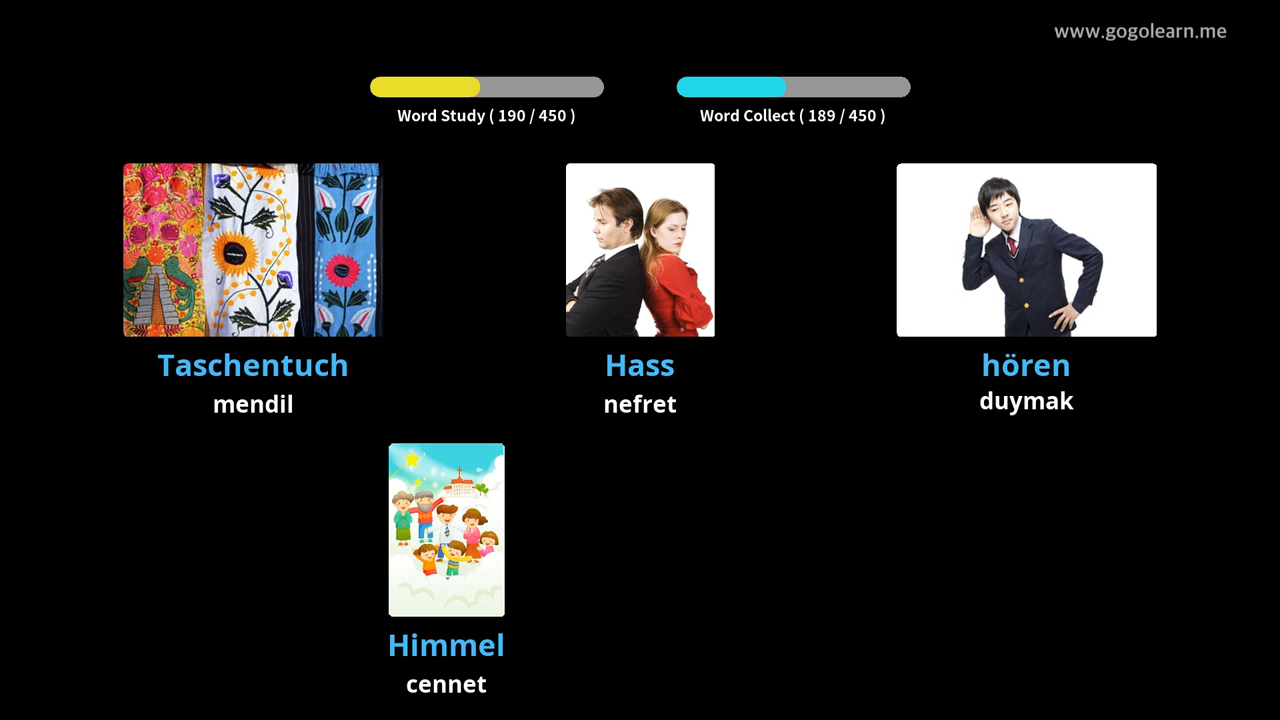 www.gogolearn.me
Word Study ( 190 / 450 )
Word Collect ( 189 / 450 )
Taschentuch
mendil
Hass
nefret
hören
duymak
Himmel
cennet